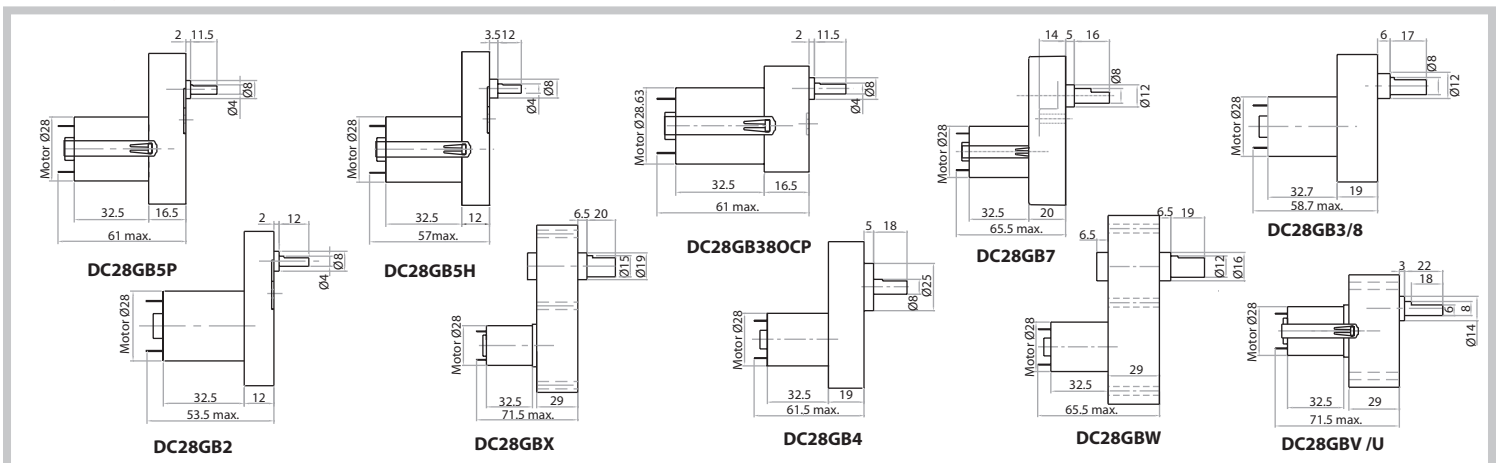 2 11.5
Ø8
Ø4
Motor Ø28
32.5 16.5
61 max.
DC28GB5P
3.5 12
Ø8
Ø4
Motor Ø28
32.5 12
57max.
DC28GB5H
2 11.5
Ø8
Ø4
Motor Ø28.63
32.5 16.5
61 max.
DC28GB38OCP
14 5 16
Ø8
Ø12
Motor Ø28
32.5 20
65.5 max.
DC28GB7
6 17
Ø8
Ø12
Motor Ø28
32.7 19
58.7 max.
DC28GB3/8
2 12
Ø8
Ø4
Motor Ø28
32.5 12
53.5 max.
DC28GB2
6.5 20
Ø15
Ø19
Motor Ø28
32.5 29
71.5 max.
DC28GBX
5 18
Ø8
Ø25
Motor Ø28
32.5 19
61.5 max.
DC28GB4
6.5 19
6.5
Ø12
Ø16
Motor Ø28
29
32.5
65.5 max.
DC28GBW
3 22
18
6
8
Ø14
Motor Ø28
32.5 29
71.5 max.
DC28GBV /U